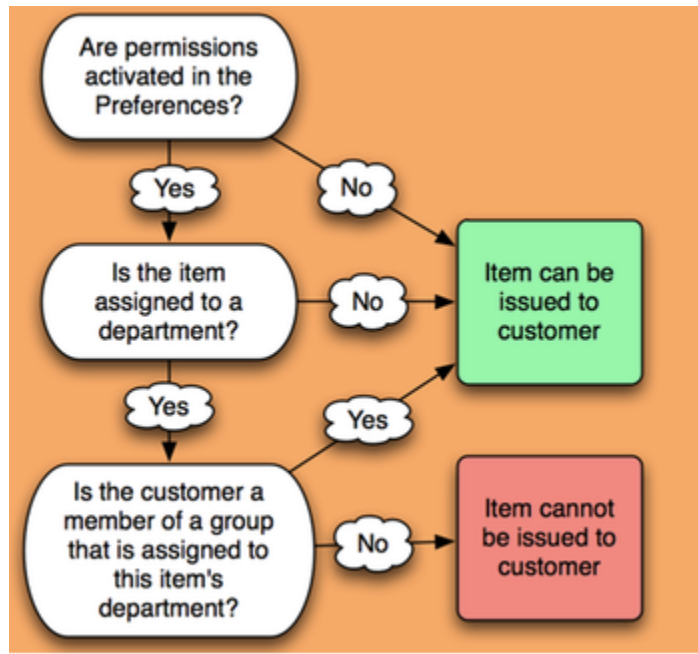 Are permissions
activated in the
Preferences?
Yes
No
Is the item
assigned to a
department?
No
Item can be
issued to
customer
Yes
Yes
Is the customer a
member of a group
that is assigned to
this item's
department?
No
Item cannot
be issued to
customer